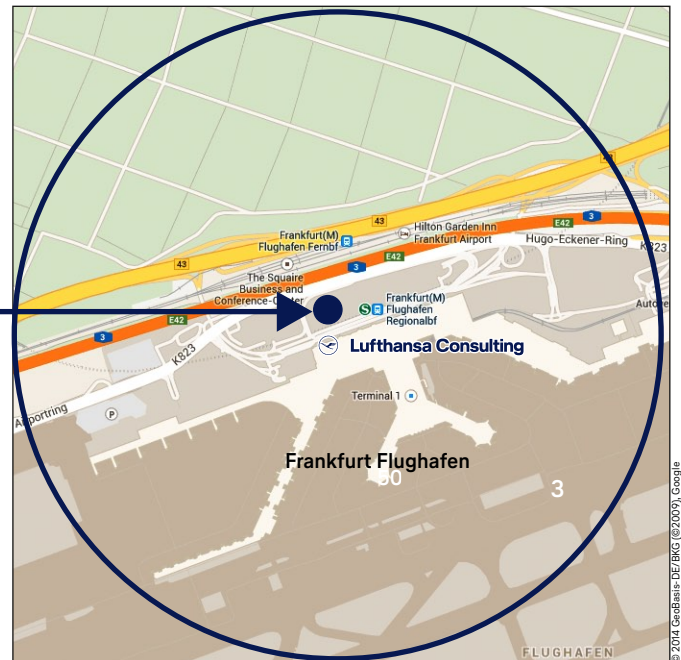 43
43
Frankfurt(M)
Flughafen Fernbf
Hilton Garden Inn
Frankfurt Airport
E42
3
Hugo-Eckener-Ring
K823
E42
3
43
The Squaire
Business and
Conference-Center
Frankfurt(M)
Flughafen
Regionalbf
S
E42
3
K823
Lufthansa Consulting
Terminal 1
P
Frankfurt Flughafen
3
FLUGHAFEN
© 2014 GeoBasis-DE/BKG (©2009), Google